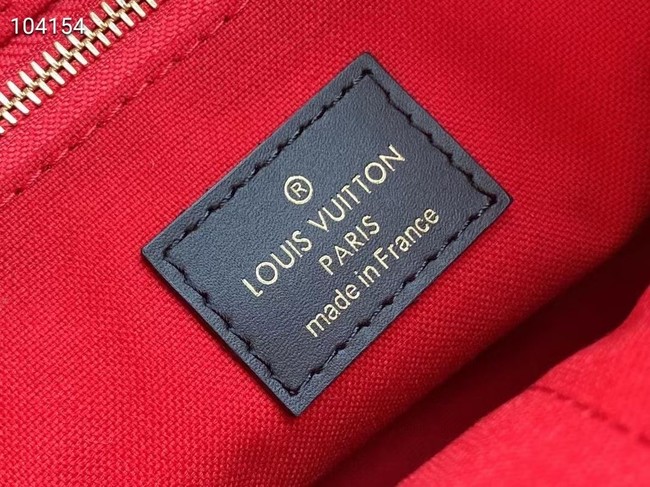 104154
®
LOUIS VUITTON
PARIS
made in France